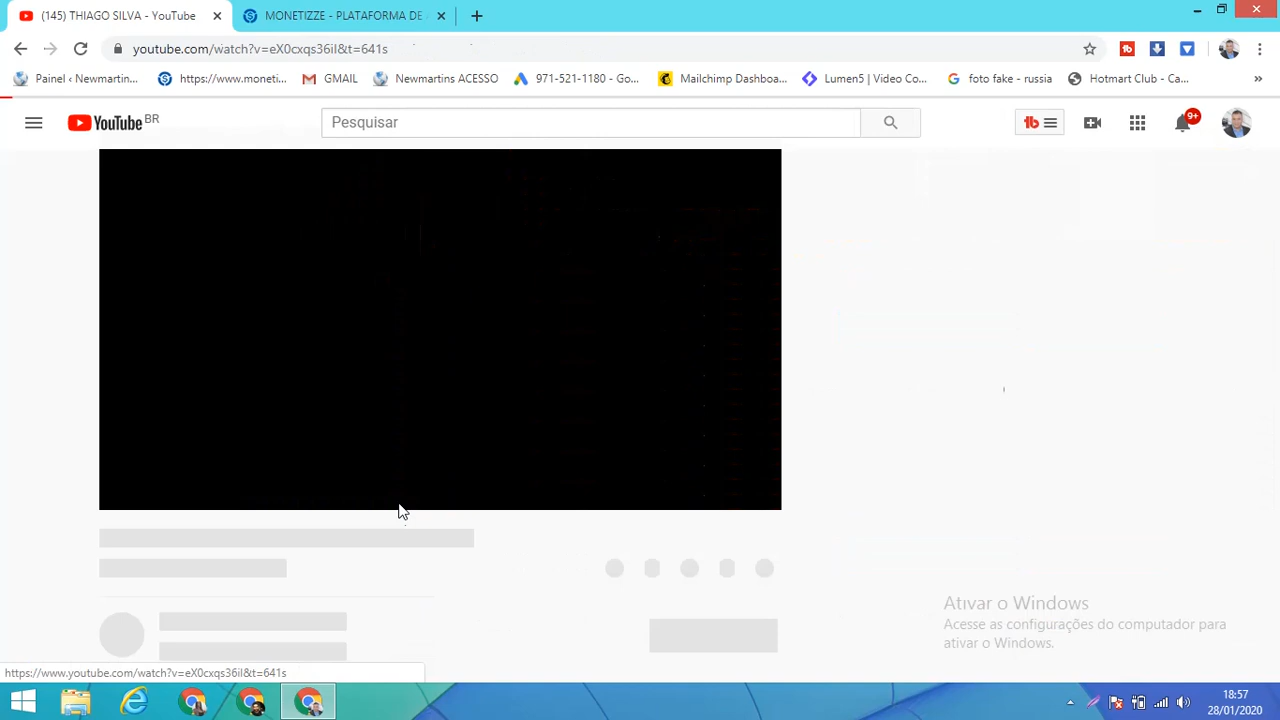 (145) THIAGO SILVA - YouTube
MONETIZZE - PLATAFORMA DE
youtube.com/watch?v=eX0cxqs36iI&t=641s
Painel ‹ Newmartin...
https://www.moneti...
GMAIL
Newmartins ACESSO
971-521-1180 - Go...
Mailchimp Dashboa...
Lumen5 | Video Co...
foto fake - russia
Hotmart Club - Ca...
»
YouTube BR
Pesquisar
9+
Ativar o Windows
Acesse as configurações do computador para
ativar o Windows.
https://www.youtube.com/watch?v=eX0cxqs36iI&t=641s
18:57
28/01/2020